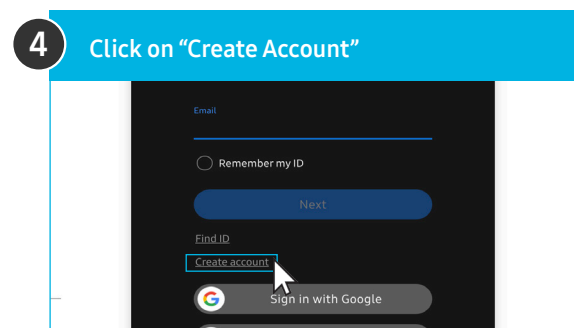 4
Click on “Create Account”
Email
Remember my ID
Next
Find ID
Create account
Sign in with Google